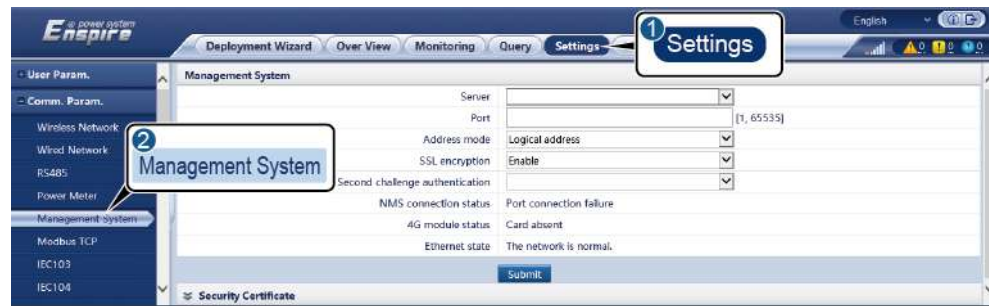 @ power system
Enspire
English
Deployment Wizard Over View Monitoring Query Settings
1 Settings
0 0 0
User Param.
Comm. Param.
Wireless Network
Wired Network
RS485
Power Meter
Management System
Modbus TCP
IEC103
IEC104
2
Management System
Management System
Server
Port [1, 65535]
Address mode Logical address
SSL encryption Enable
Second challenge authentication
NMS connection status Port connection failure
4G module status Card absent
Ethernet state The network is normal.
Submit
Security Certificate